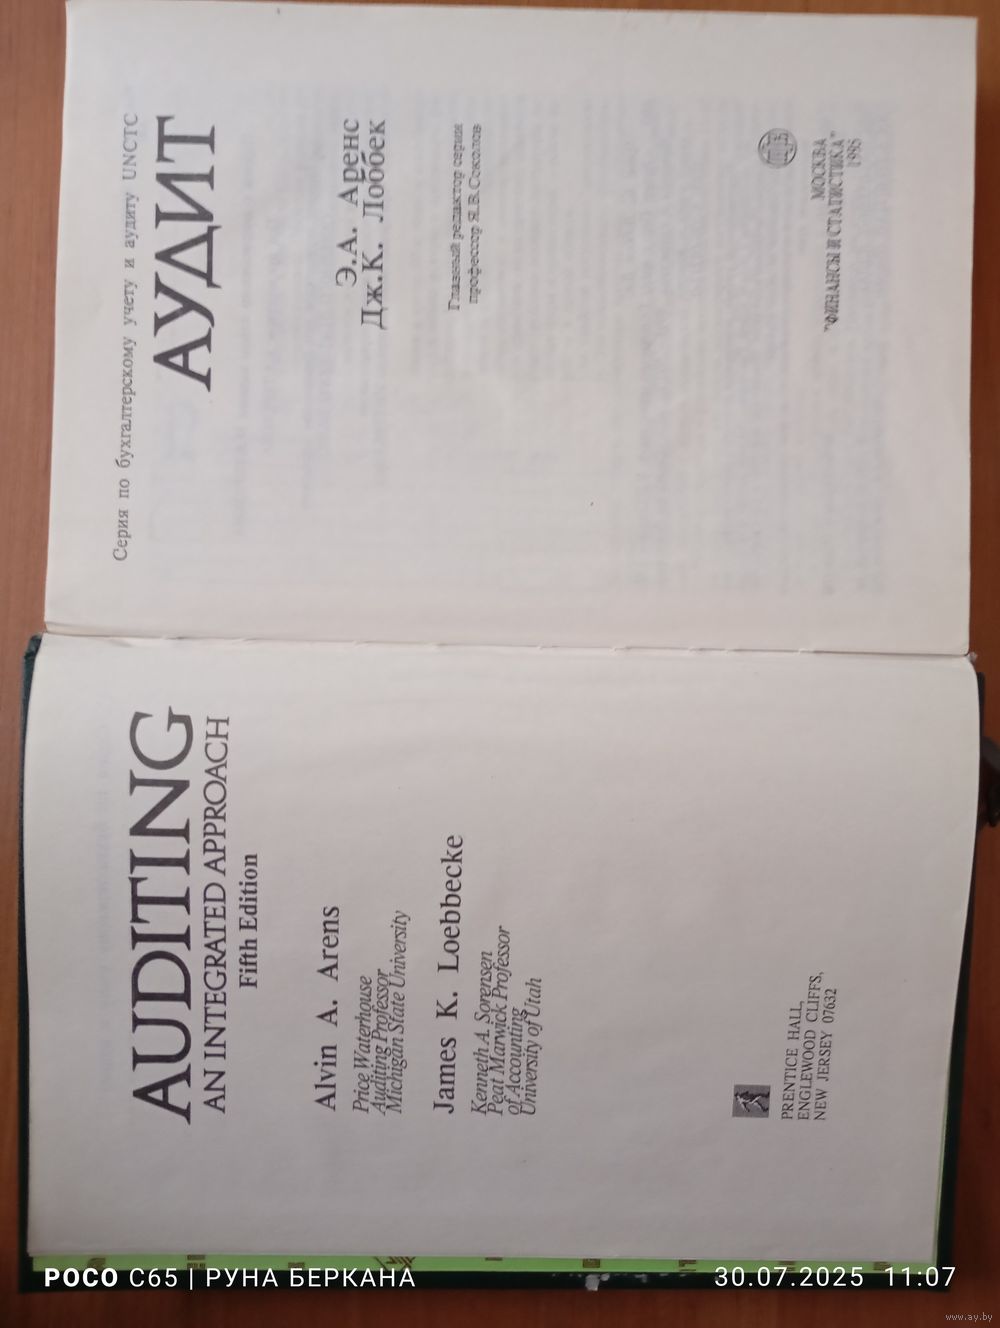 AUDITING
AN INTEGRATED APPROACH
Fifth Edition
Alvin A. Arens
Price Waterhouse
Auditing Professor
Michigan State University
James K. Loebbecke
Kenneth A. Sorensen
Peat Marwick Professor
of Accounting
University of Utah
PRENTICE HALL,
ENGLEWOOD CLIFFS,
NEW JERSEY 07632
Серия по бухгалтерскому учету и аудиту UNCTC
АУДИТ
Э.А. Аренс
Дж.К. Лоббек
Главный редактор серии
профессор Я.В.Соколов
МОСКВА
"ФИНАНСЫ И СТАТИСТИКА"
1995
POCO C65 | РУНА БЕРКАНА
30.07.2025 11:07
www.ay.by